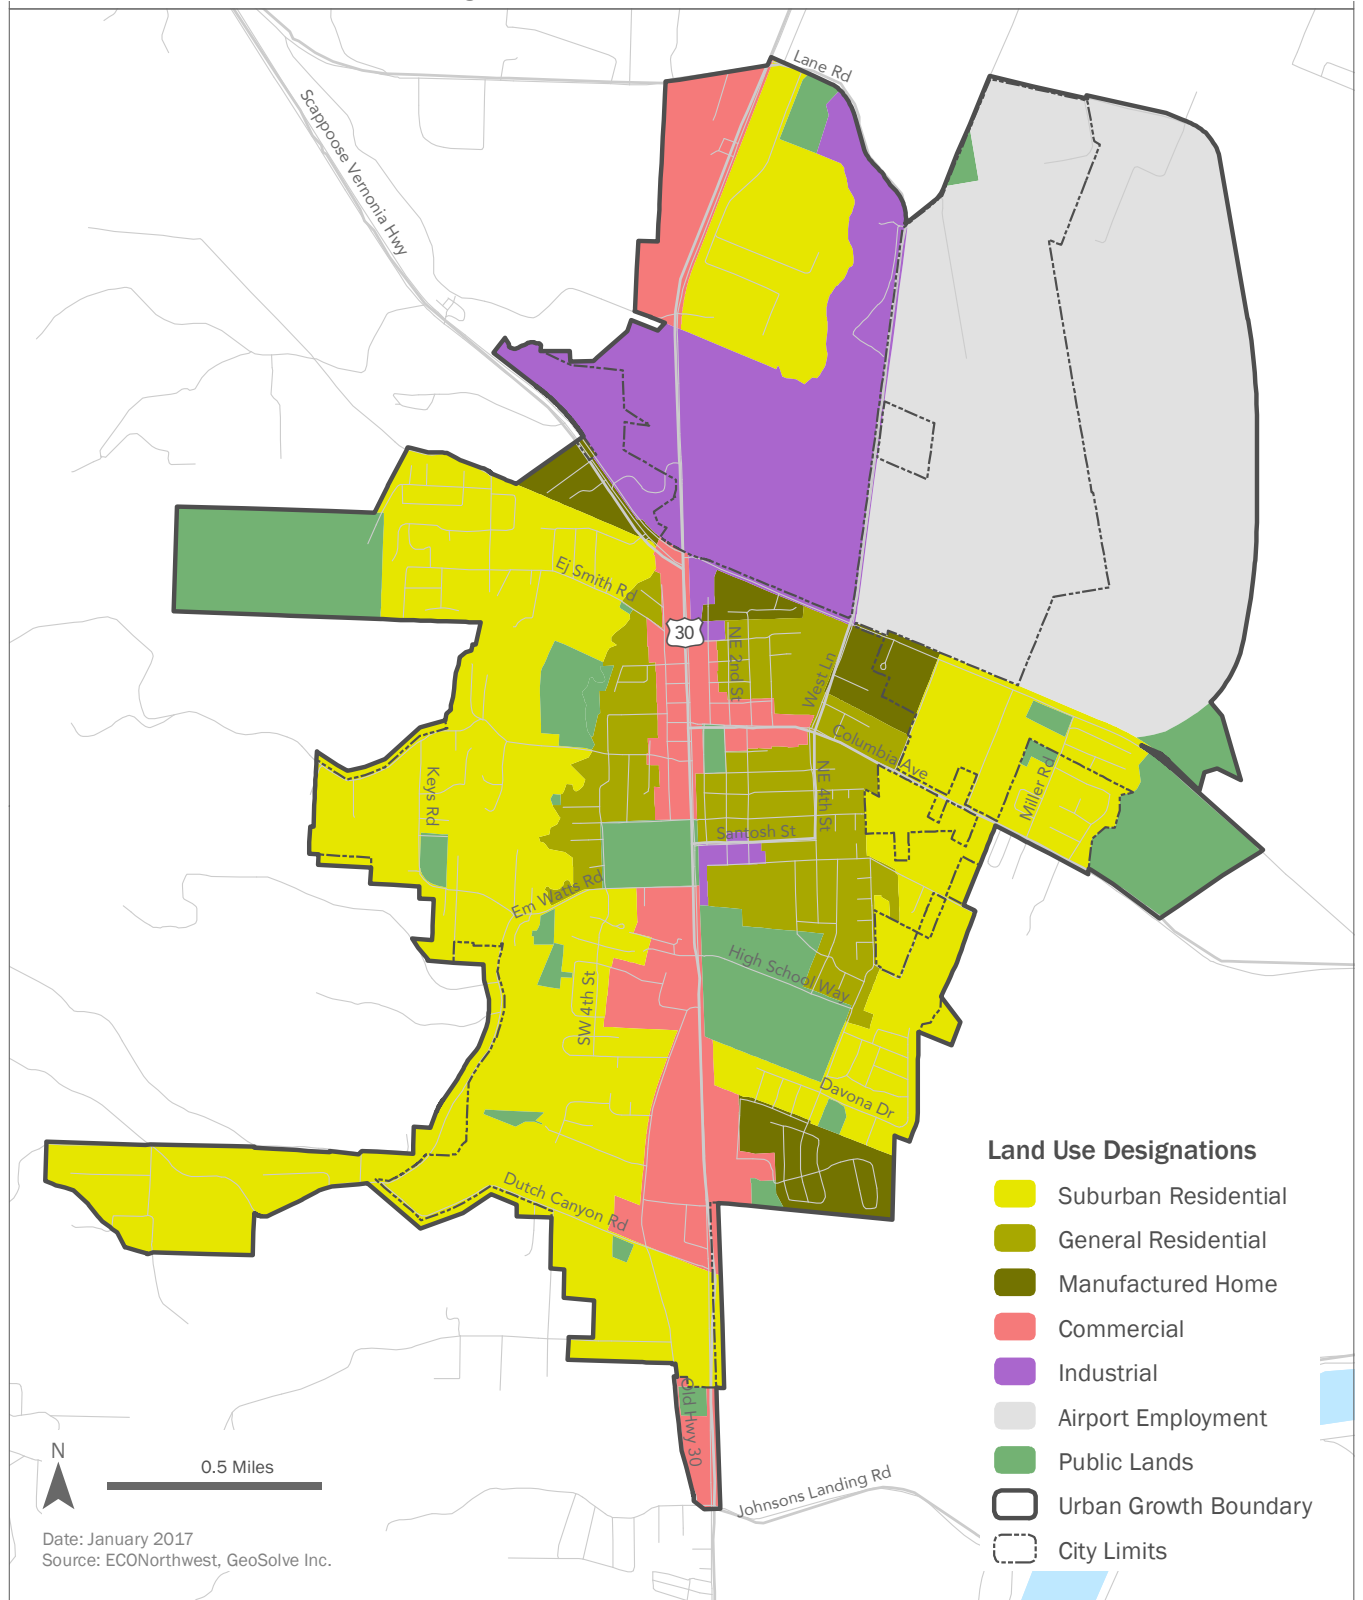 Lane Rd
Scappoose Vernonia Hwy
Ej Smith Rd
30
NE 2nd St
West Ln
Columbia Ave
Keys Rd
NE 4th St
Miller Rd
Santosh St
Em Watts Rd
High School Way
SW 4th St
Davona Dr
Dutch Canyon Rd
Old Hwy 30
Johnsons Landing Rd
Land Use Designations
Suburban Residential
General Residential
Manufactured Home
Commercial
Industrial
Airport Employment
Public Lands
Urban Growth Boundary
City Limits
N
0.5 Miles
Date: January 2017
Source: ECONorthwest, GeoSolve Inc.